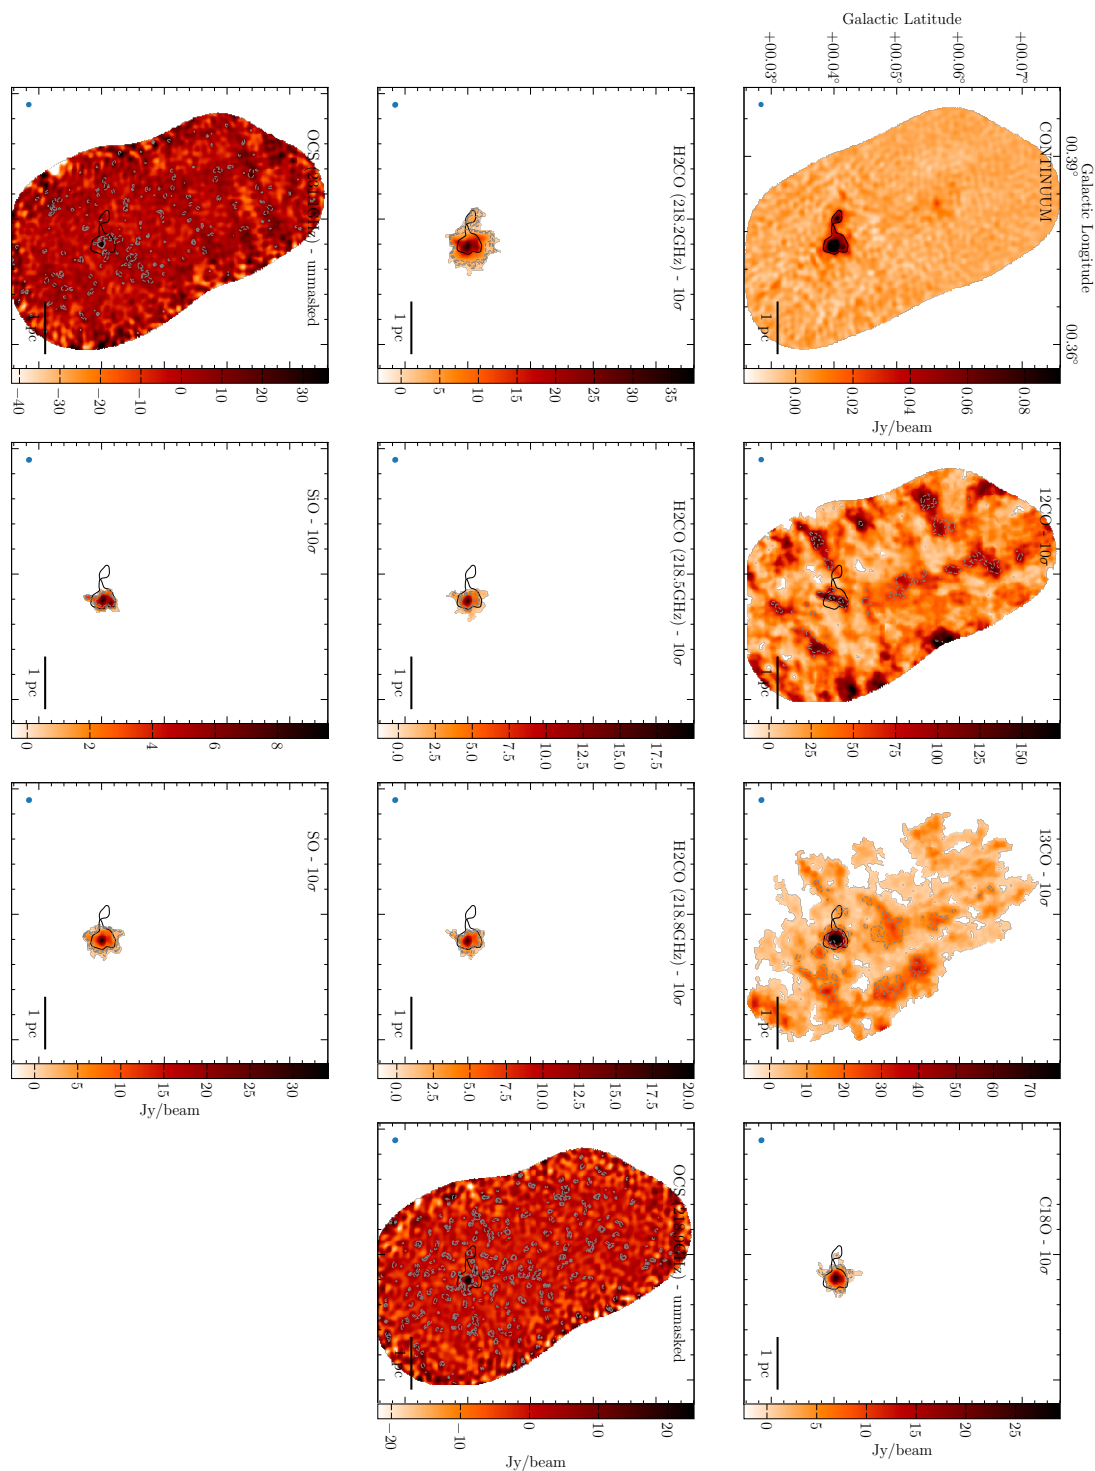 Galactic Latitude
+00.03°
+00.04°
+00.05°
+00.06°
+00.07°
Galactic Longitude
00.39°
00.36°
CONTINUUM
1 pc
0.00
0.02
0.04
0.06
0.08
Jy/beam
12CO - 10σ
1 pc
0
25
50
75
100
125
150
13CO - 10σ
1 pc
0
10
20
30
40
50
60
70
C18O - 10σ
1 pc
0
5
10
15
20
25
Jy/beam
H2CO (218.2GHz) - 10σ
1 pc
0
5
10
15
20
25
30
35
H2CO (218.5GHz) - 10σ
1 pc
0.0
2.5
5.0
7.5
10.0
12.5
15.0
17.5
H2CO (218.8GHz) - 10σ
1 pc
0.0
2.5
5.0
7.5
10.0
12.5
15.0
17.5
20.0
OCS - unmasked
1 pc
−20
−10
0
10
20
Jy/beam
OCS - unmasked
1 pc
−40
−30
−20
−10
0
10
20
30
SiO - 10σ
1 pc
0
2
4
6
8
SO - 10σ
1 pc
0
5
10
15
20
25
30
Jy/beam